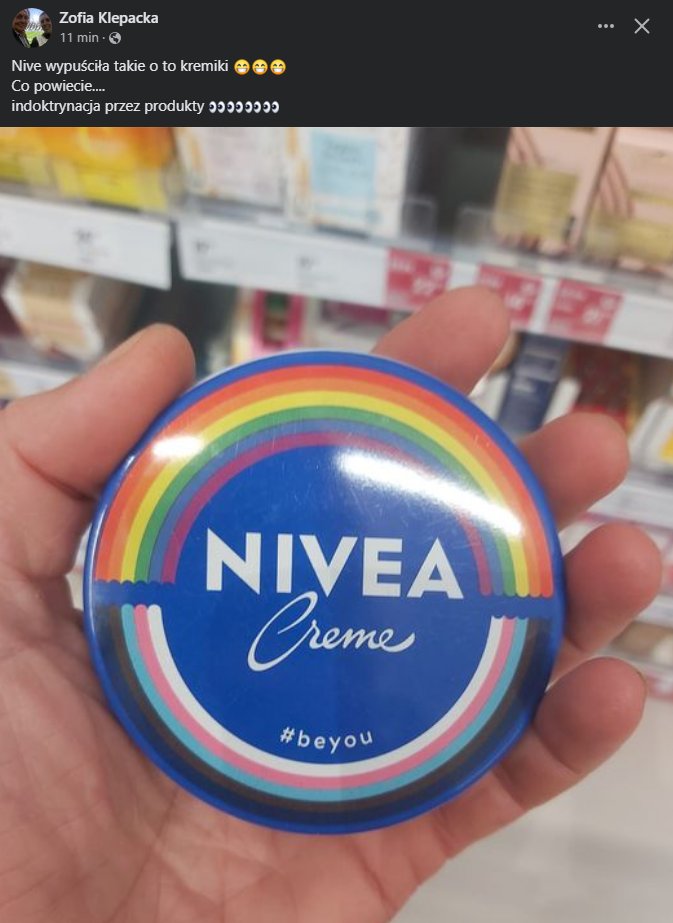 Zofia Klepacka
11 min
Nive wypuściła takie o to kremiki 😁😁😁
Co powiecie....
indoktrynacja przez produkty 👀👀👀👀
NIVEA
Creme
#beyou